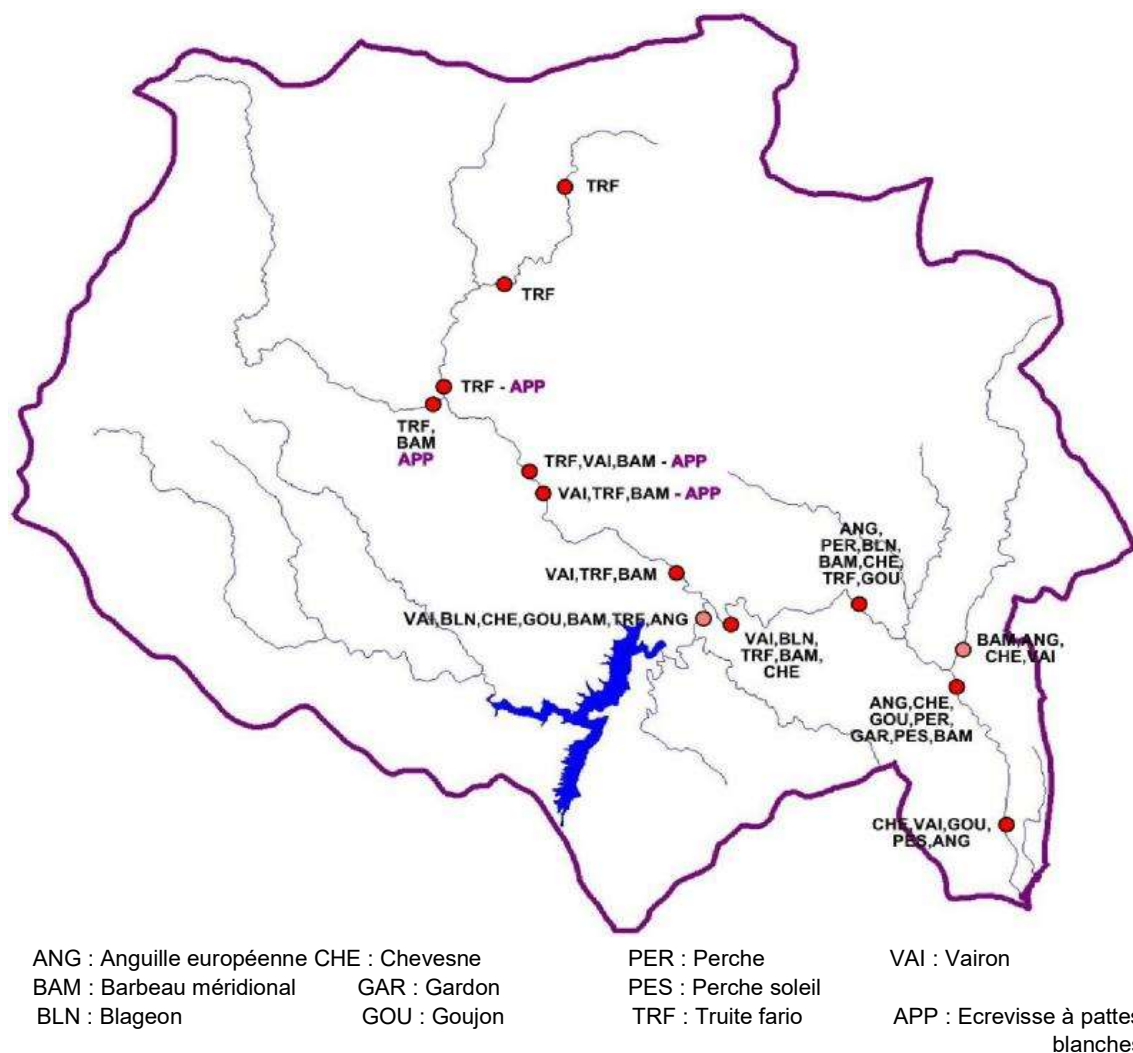 TRF
TRF
TRF - APP
TRF,
BAM
APP
TRF,VAI,BAM - APP
VAI,TRF,BAM - APP
ANG,
PER,BLN,
BAM,CHE,
TRF,GOU
VAI,TRF,BAM
VAI,BLN,CHE,GOU,BAM,TRF,ANG
VAI,BLN,
TRF,BAM,
CHE
BAM,ANG,
CHE,VAI
ANG,CHE,
GOU,PER,
GAR,PES,BAM
CHE,VAI,GOU,
PES,ANG
ANG : Anguille européenne CHE : Chevesne PER : Perche VAI : Vairon
BAM : Barbeau méridional GAR : Gardon PES : Perche soleil
BLN : Blageon GOU : Goujon TRF : Truite fario APP : Ecrevisse à pattes
blanches